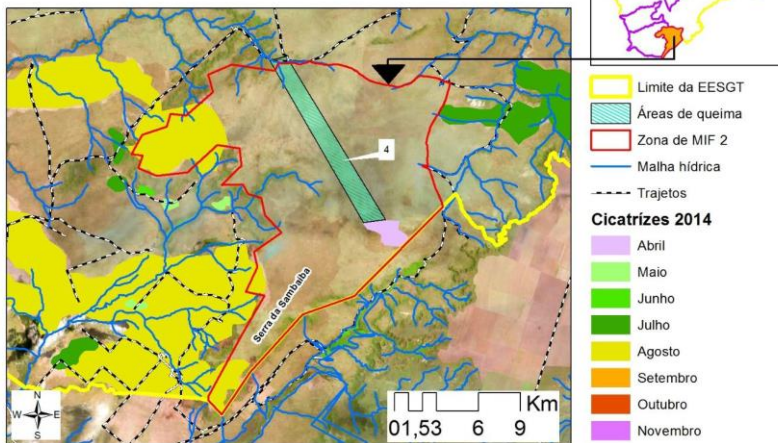 4
Serra da Sambaíba
N
W E
S
Km
01,53 6 9
Limite da EESGT
Áreas de queima
Zona de MIF 2
Malha hídrica
Trajetos
Cicatrízes 2014
Abril
Maio
Junho
Julho
Agosto
Setembro
Outubro
Novembro